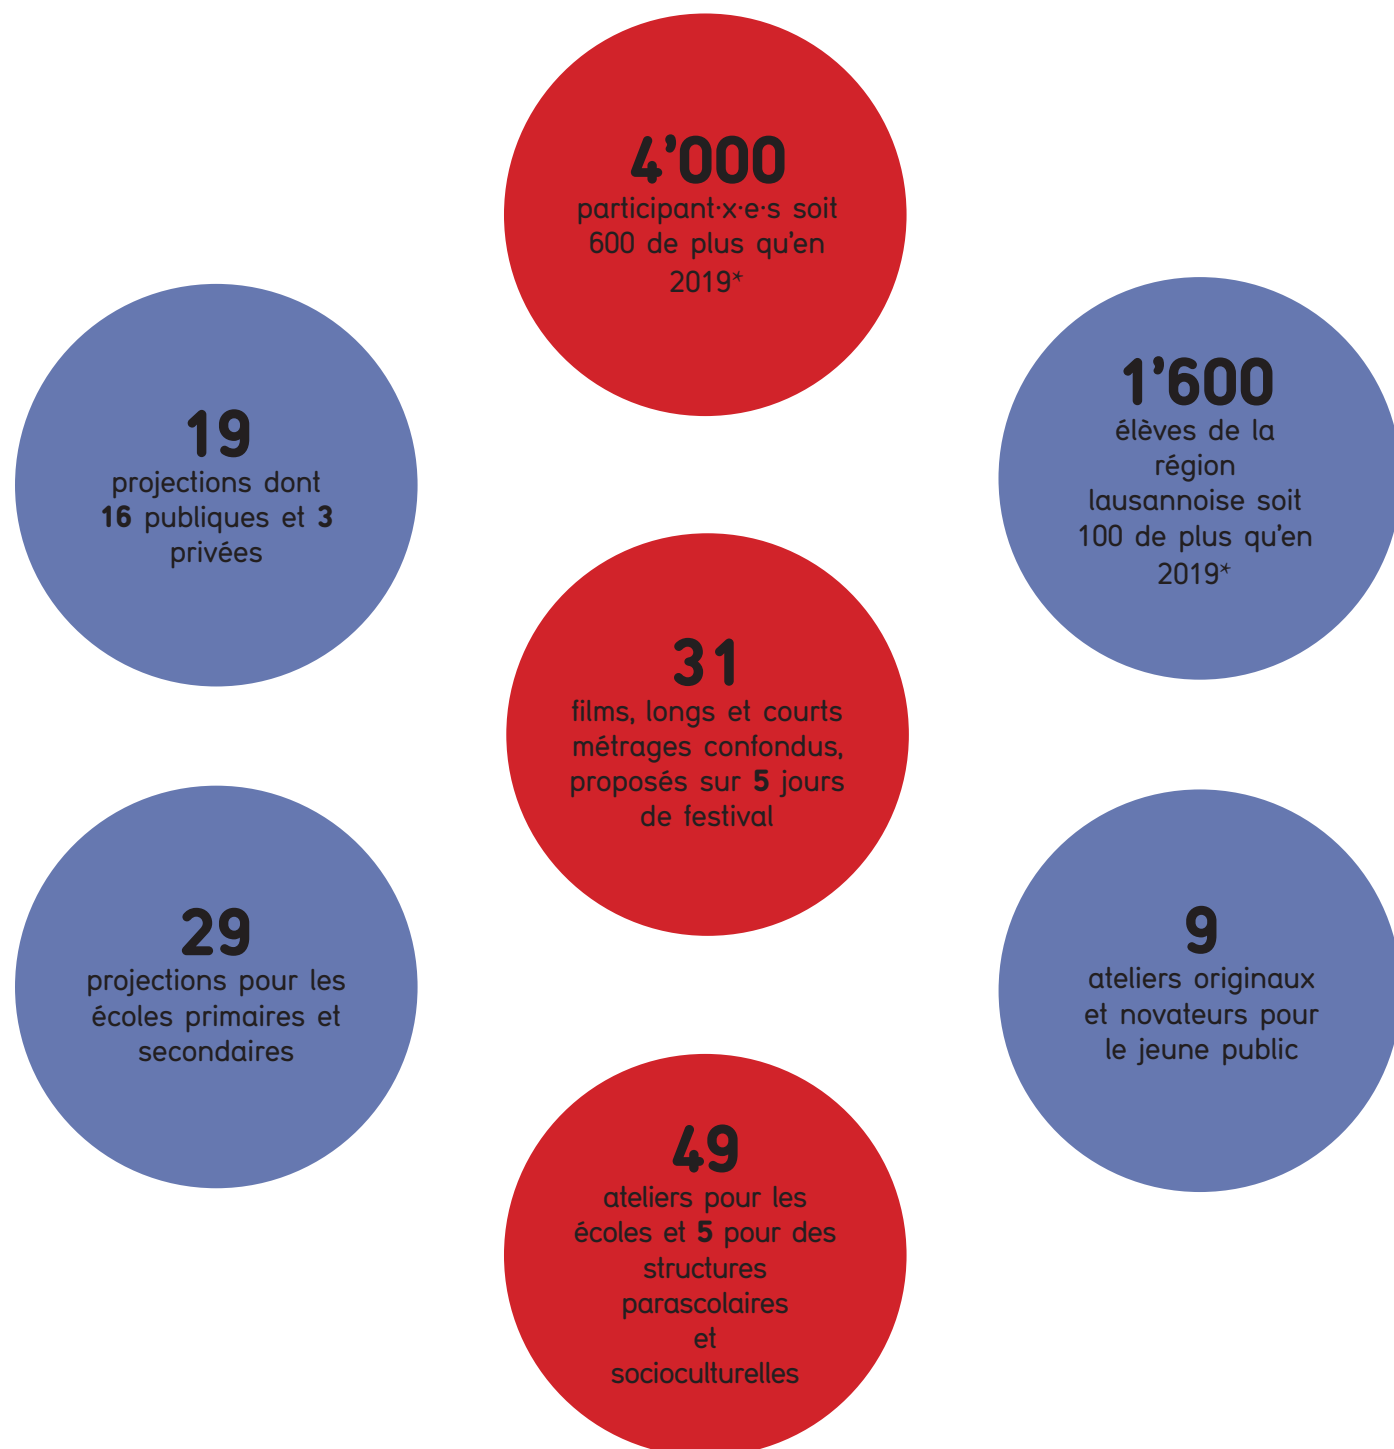 4’000
participant·x·e·s soit
600 de plus qu’en
2019*
19
projections dont
16 publiques et 3
privées
1’600
élèves de la
région
lausannoise soit
100 de plus qu’en
2019*
31
films, longs et courts
métrages confondus,
proposés sur 5 jours
de festival
29
projections pour les
écoles primaires et
secondaires
9
ateliers originaux
et novateurs pour
le jeune public
49
ateliers pour les
écoles et 5 pour des
structures
parascolaires
et
socioculturelles